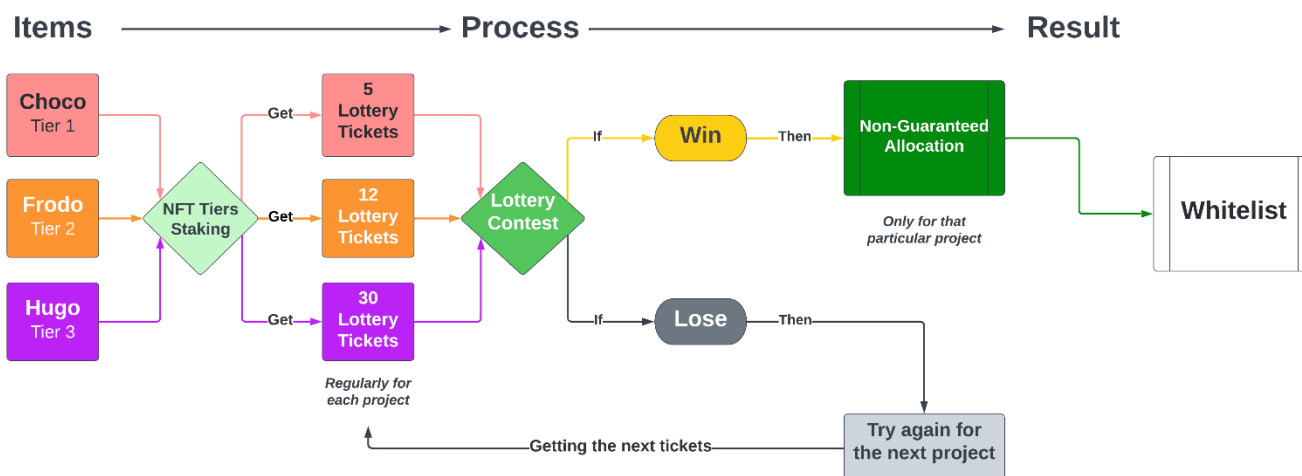 Items
Process
Result
Choco
Tier 1
Frodo
Tier 2
Hugo
Tier 3
NFT Tiers
Staking
Get
Get
Get
5
Lottery
Tickets
12
Lottery
Tickets
30
Lottery
Tickets
Regularly for
each project
Lottery
Contest
If
Win
Then
Non-Guaranteed
Allocation
Only for that
particular project
Whitelist
If
Lose
Then
Try again for
the next project
Getting the next tickets